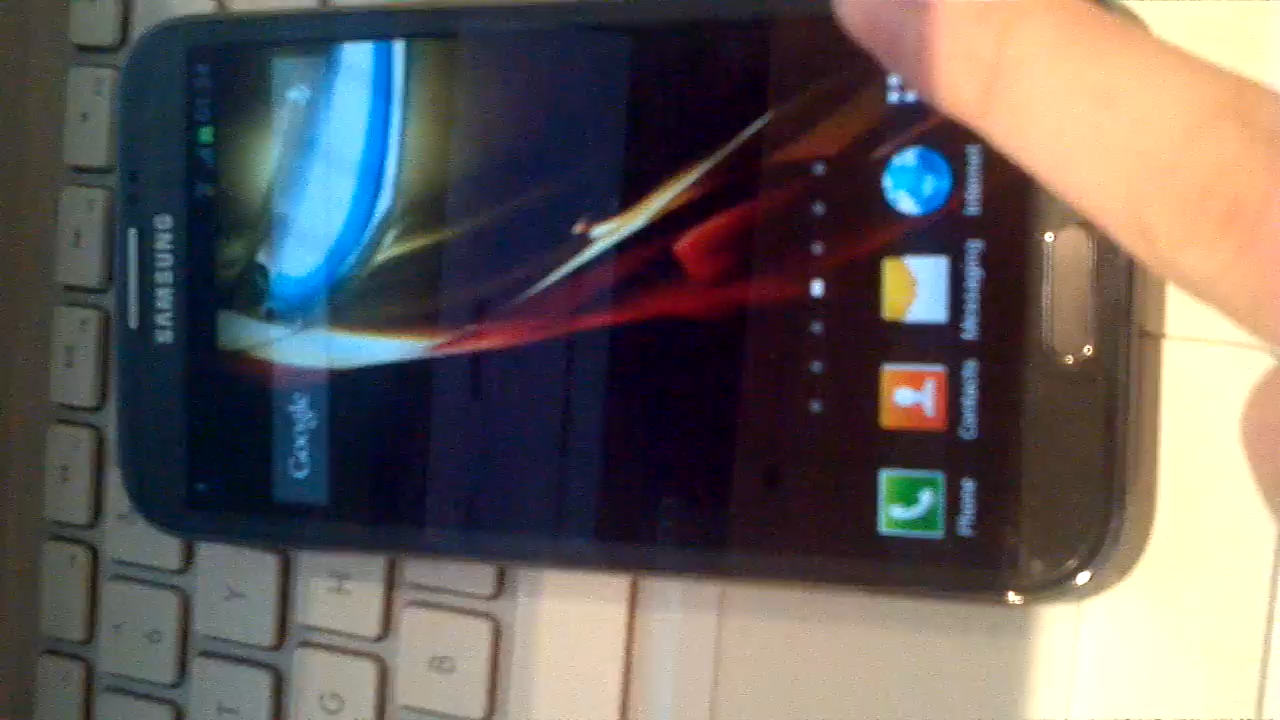 SAMSUNG
Google
Phone
Contacts
Messaging
Internet
Y
H
T
G
B